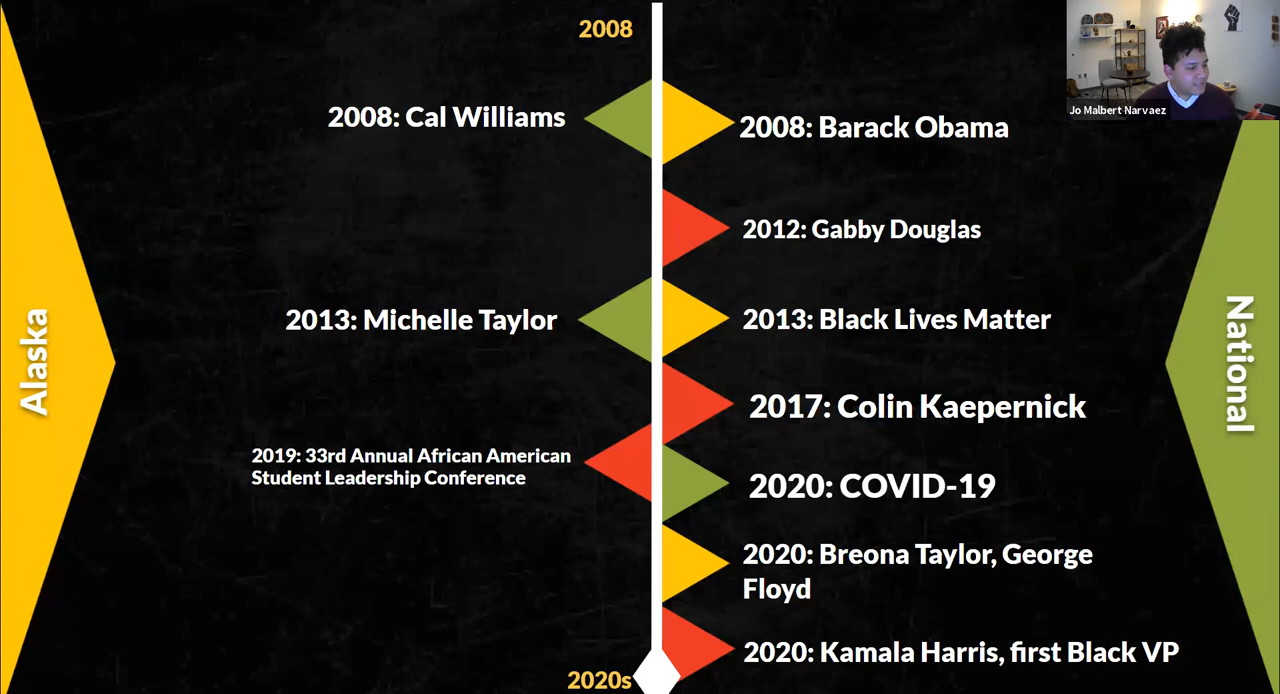 2008
Jo Malbert Narvaez
2008: Cal Williams
2008: Barack Obama
2012: Gabby Douglas
2013: Michelle Taylor
2013: Black Lives Matter
Alaska
National
2017: Colin Kaepernick
2019: 33rd Annual African American
Student Leadership Conference
2020: COVID-19
2020: Breona Taylor, George
Floyd
2020: Kamala Harris, first Black VP
2020s